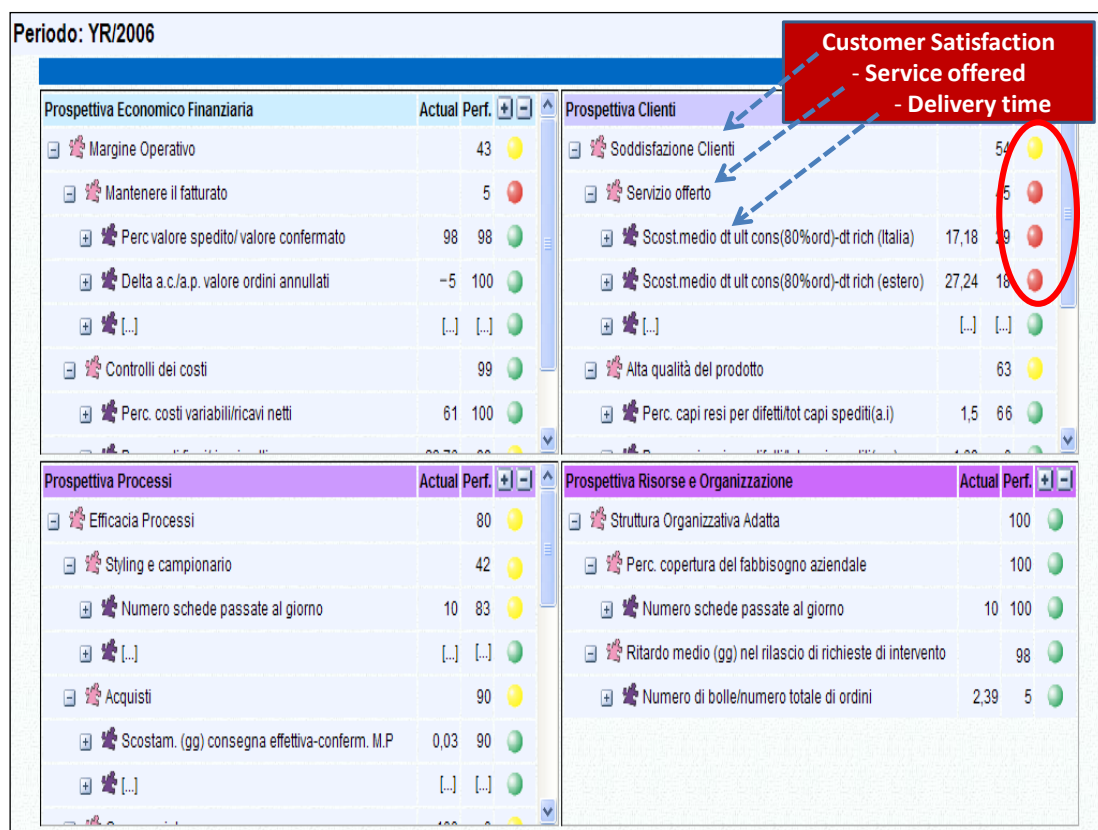 Periodo: YR/2006
Customer Satisfaction
- Service offered
- Delivery time
Prospettiva Economico Finanziaria Actual Perf.
Margine Operativo 43
Mantenere il fatturato 5
Perc valore spedito/ valore confermato 98 98
Delta a.c./a.p. valore ordini annullati −5 100
[...] [...] [...]
Controlli dei costi 99
Perc. costi variabili/ricavi netti 61 100
Prospettiva Clienti
Soddisfazione Clienti 54
Servizio offerto 45
Scost.medio dt ult cons(80%ord)-dt rich (Italia) 17,18 29
Scost.medio dt ult cons(80%ord)-dt rich (estero) 27,24 18
[...] [...] [...]
Alta qualità del prodotto 63
Perc. capi resi per difetti/tot capi spediti(a.i) 1,5 66
Prospettiva Processi Actual Perf.
Efficacia Processi 80
Styling e campionario 42
Numero schede passate al giorno 10 83
[...] [...] [...]
Acquisti 90
Scostam. (gg) consegna effettiva-conferm. M.P 0,03 90
[...] [...] [...]
Prospettiva Risorse e Organizzazione Actual Perf.
Struttura Organizzativa Adatta 100
Perc. copertura del fabbisogno aziendale 100
Numero schede passate al giorno 10 100
Ritardo medio (gg) nel rilascio di richieste di intervento 98
Numero di bolle/numero totale di ordini 2,39 5